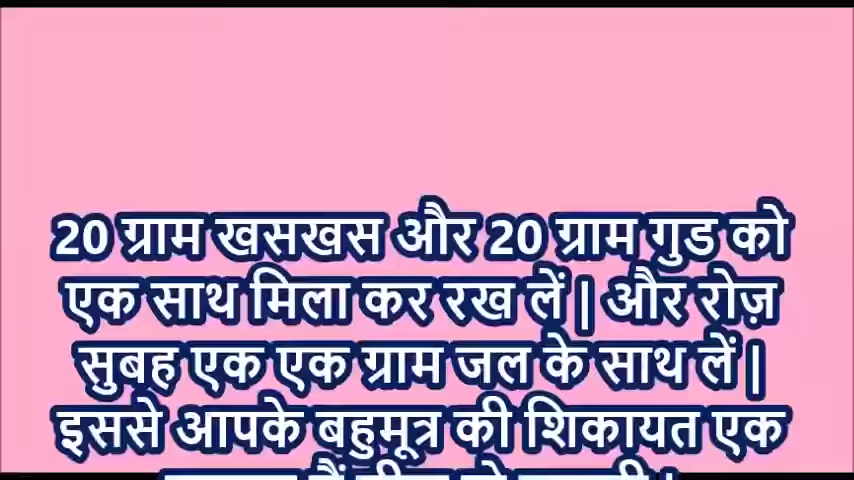 20 ग्राम खसखस और 20 ग्राम गुड को
एक साथ मिला कर रख लें | और रोज़
सुबह एक एक ग्राम जल के साथ लें |
इससे आपके बहुमूत्र की शिकायत एक